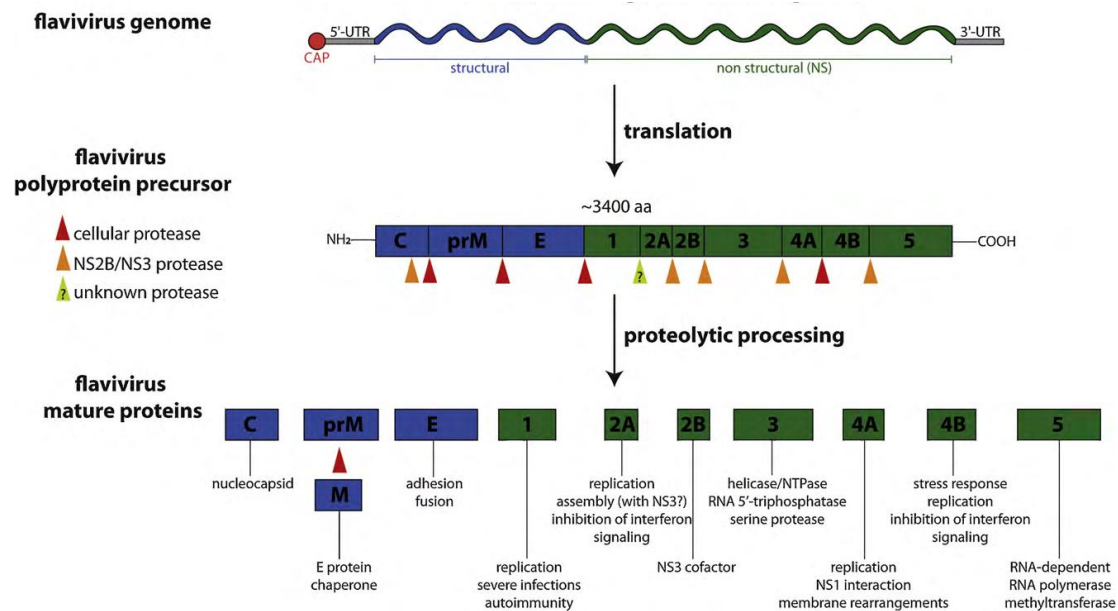 flavivirus genome
5'-UTR
3'-UTR
CAP
structural
non structural (NS)
translation
flavivirus
polyprotein precursor
~3400 aa
cellular protease
NS2B/NS3 protease
? unknown protease
NH₂
C
prM
E
1
2A
2B
3
4A
4B
5
COOH
?
proteolytic processing
flavivirus
mature proteins
C
prM
E
1
2A
2B
3
4A
4B
5
M
nucleocapsid
E protein
chaperone
adhesion
fusion
replication
severe infections
autoimmunity
replication
assembly (with NS3?)
inhibition of interferon
signaling
NS3 cofactor
helicase/NTPase
RNA 5'-triphosphatase
serine protease
replication
NS1 interaction
membrane rearrangements
stress response
replication
inhibition of interferon
signaling
RNA-dependent
RNA polymerase
methyltransferase